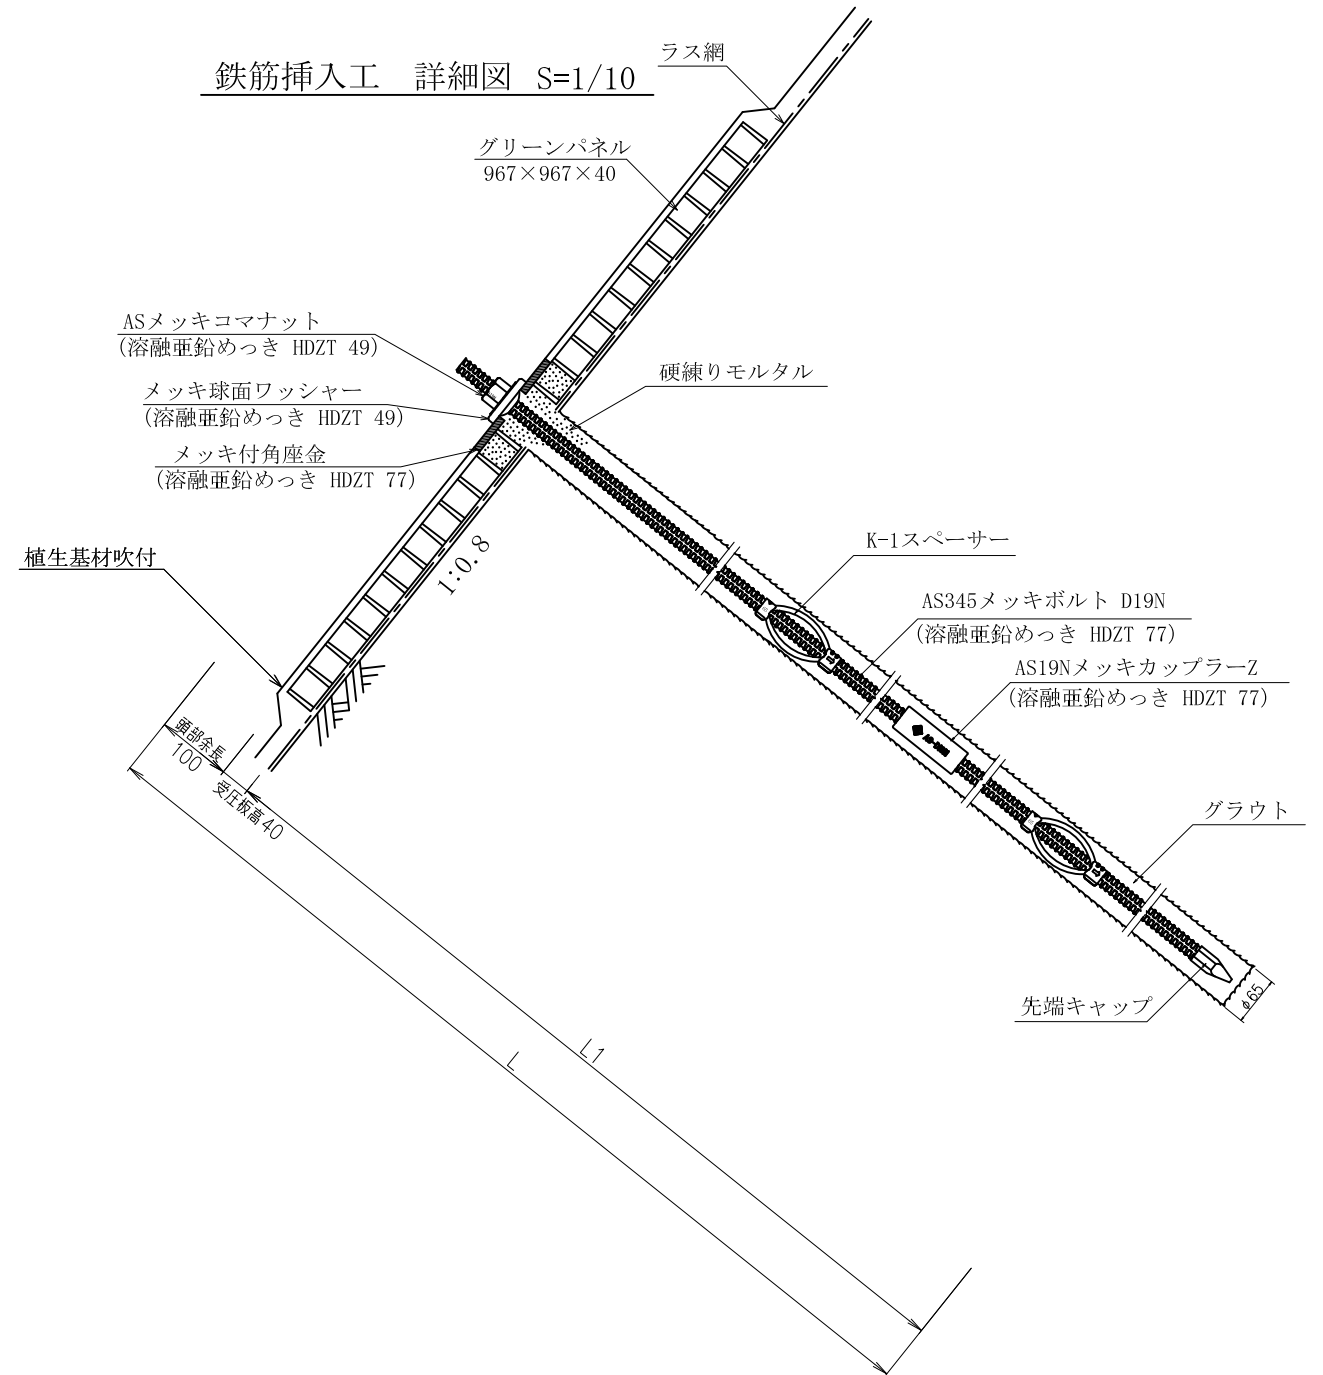 鉄筋挿入工　詳細図 S=1/10
ラス網
グリーンパネル
967×967×40
ASメッキコマナット
(溶融亜鉛めっき HDZT 49)
メッキ球面ワッシャー
(溶融亜鉛めっき HDZT 49)
メッキ付角座金
(溶融亜鉛めっき HDZT 77)
硬練りモルタル
植生基材吹付
1:0.8
K-1スペーサー
AS345メッキボルト D19N
(溶融亜鉛めっき HDZT 77)
AS19NメッキカップラーZ
(溶融亜鉛めっき HDZT 77)
頭部余長
100
受圧板高40
グラウト
先端キャップ
φ65
L1
L